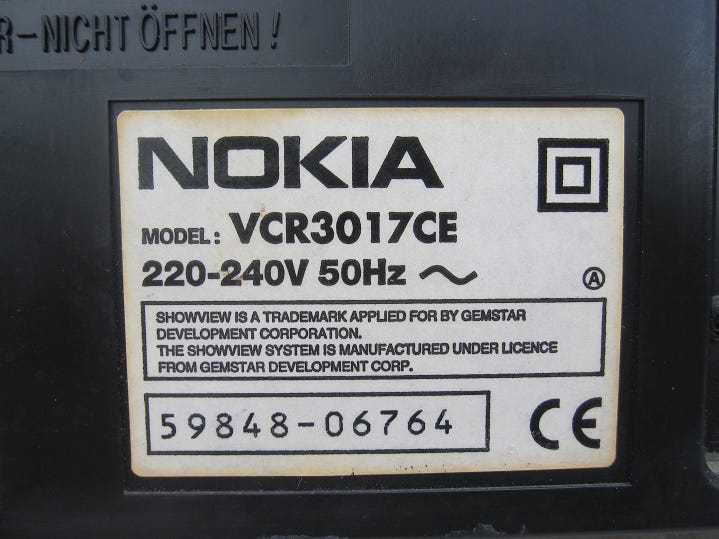 R-NICHT ÖFFNEN!
NOKIA
MODEL: VCR3017CE
220-240V 50Hz ~
A
SHOWVIEW IS A TRADEMARK APPLIED FOR BY GEMSTAR
DEVELOPMENT CORPORATION.
THE SHOWVIEW SYSTEM IS MANUFACTURED UNDER LICENCE
FROM GEMSTAR DEVELOPMENT CORP.
59848-06764
CE